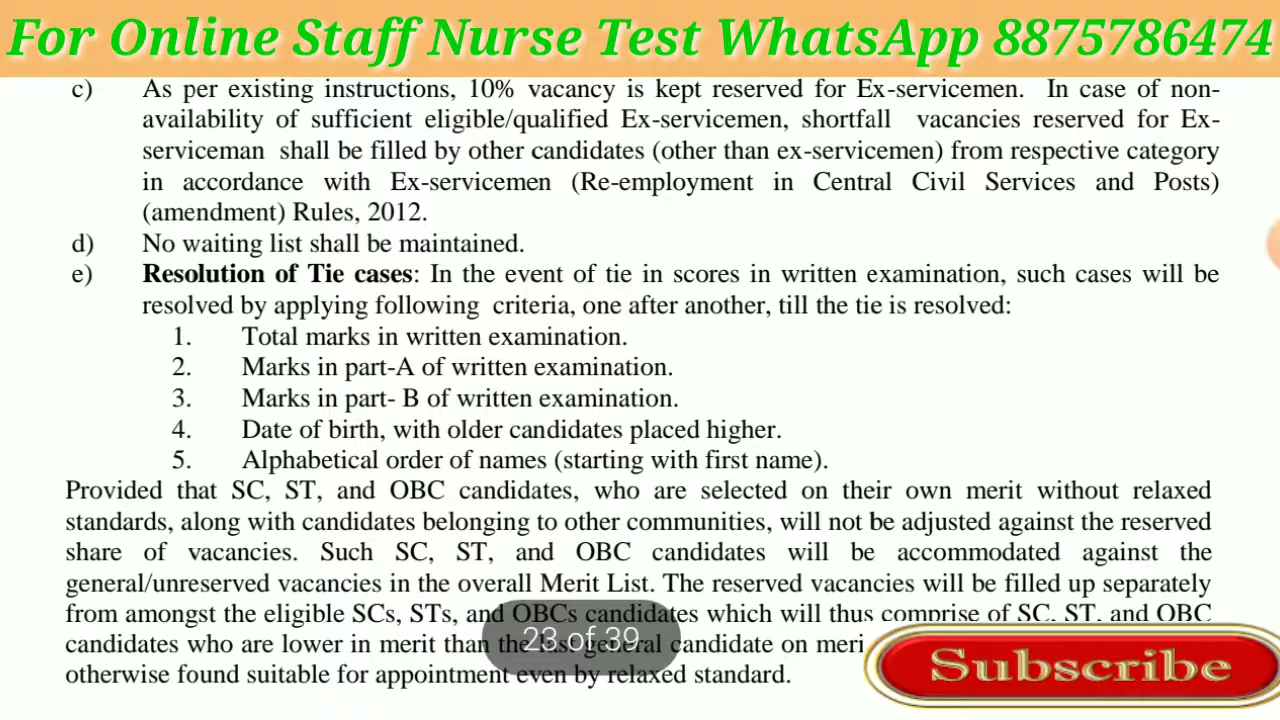 For Online Staff Nurse Test WhatsApp 8875786474
c) As per existing instructions, 10% vacancy is kept reserved for Ex-servicemen. In case of non-
availability of sufficient eligible/qualified Ex-servicemen, shortfall vacancies reserved for Ex-
serviceman shall be filled by other candidates (other than ex-servicemen) from respective category
in accordance with Ex-servicemen (Re-employment in Central Civil Services and Posts)
(amendment) Rules, 2012.
d) No waiting list shall be maintained.
e) Resolution of Tie cases: In the event of tie in scores in written examination, such cases will be
resolved by applying following criteria, one after another, till the tie is resolved:
1. Total marks in written examination.
2. Marks in part-A of written examination.
3. Marks in part- B of written examination.
4. Date of birth, with older candidates placed higher.
5. Alphabetical order of names (starting with first name).
Provided that SC, ST, and OBC candidates, who are selected on their own merit without relaxed
standards, along with candidates belonging to other communities, will not be adjusted against the reserved
share of vacancies. Such SC, ST, and OBC candidates will be accommodated against the
general/unreserved vacancies in the overall Merit List. The reserved vacancies will be filled up separately
from amongst the eligible SCs, STs, and OBCs candidates which will thus comprise of SC, ST, and OBC
candidates who are lower in merit than the last general candidate on meri
otherwise found suitable for appointment even by relaxed standard.
23 of 39
Subscribe